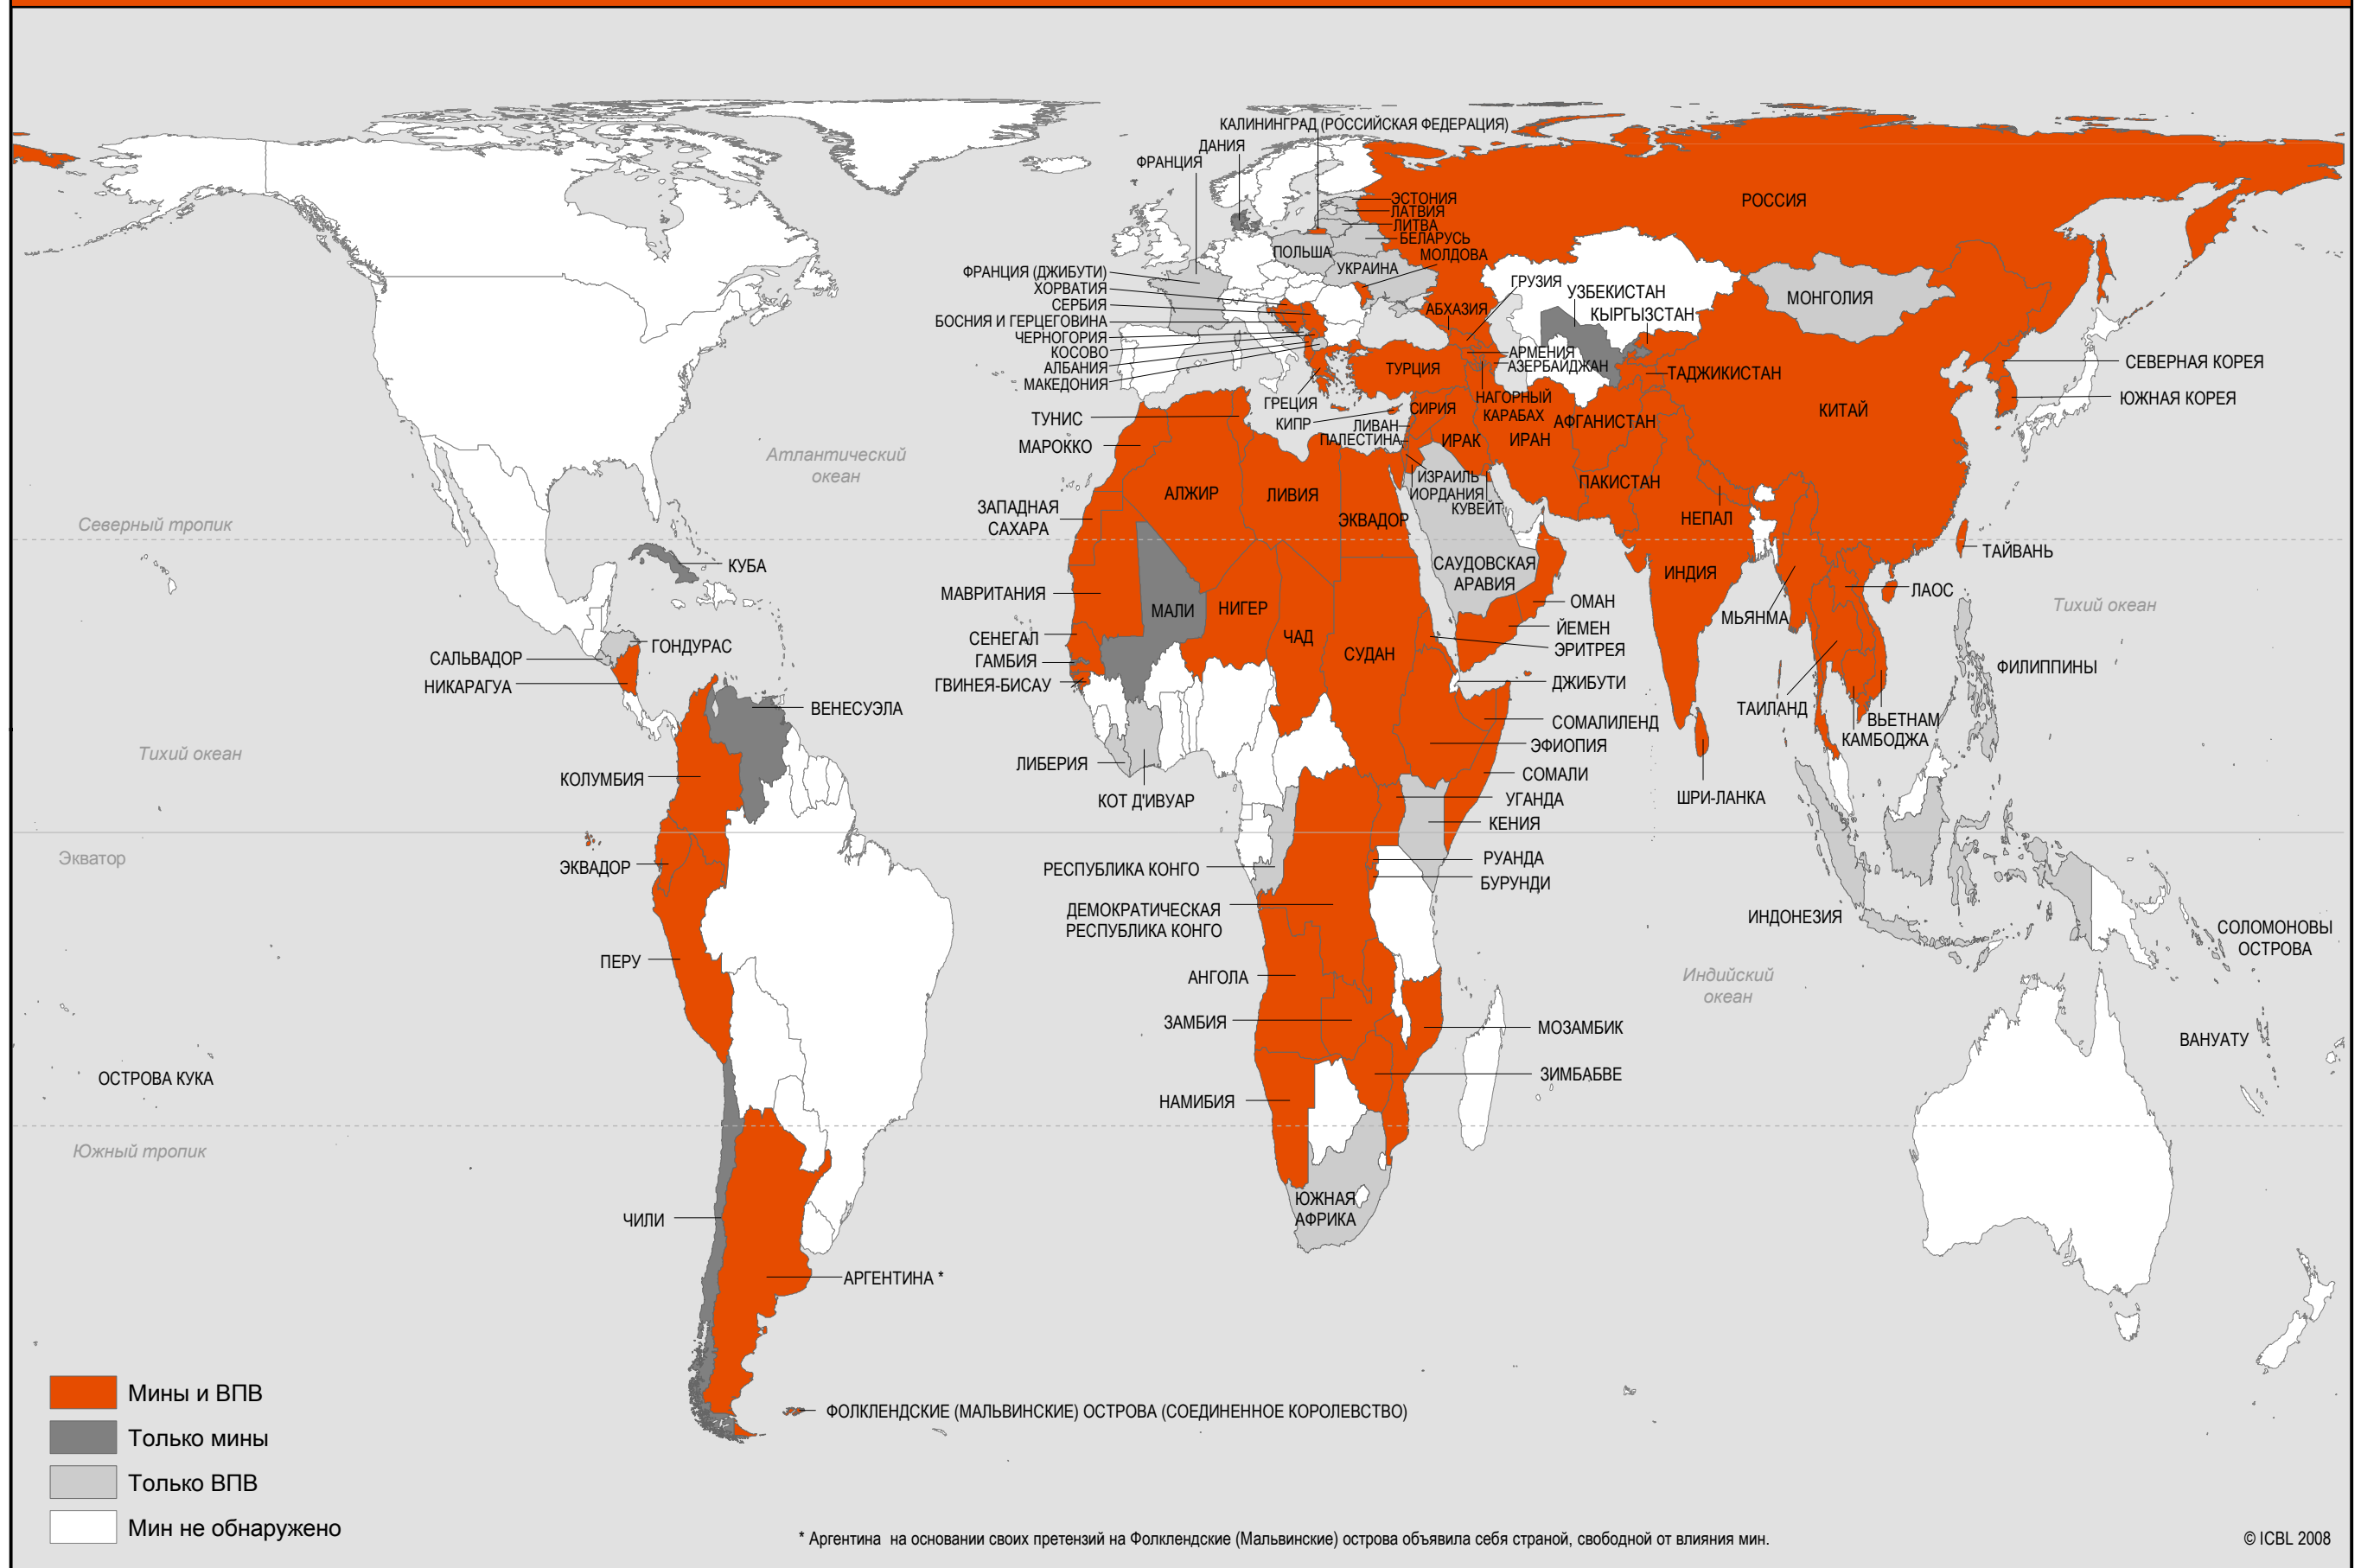 КАЛИНИНГРАД (РОССИЙСКАЯ ФЕДЕРАЦИЯ)
ДАНИЯ
ФРАНЦИЯ
РОССИЯ
ЭСТОНИЯ
ЛАТВИЯ
ЛИТВА
БЕЛАРУСЬ
ПОЛЬША
МОЛДОВА
УКРАИНА
ФРАНЦИЯ (ДЖИБУТИ)
ХОРВАТИЯ
СЕРБИЯ
БОСНИЯ И ГЕРЦЕГОВИНА
ЧЕРНОГОРИЯ
КОСОВО
АЛБАНИЯ
МАКЕДОНИЯ
ГРУЗИЯ
УЗБЕКИСТАН
КЫРГЫЗСТАН
МОНГОЛИЯ
АБХАЗИЯ
АРМЕНИЯ
АЗЕРБАЙДЖАН
ТАДЖИКИСТАН
СЕВЕРНАЯ КОРЕЯ
ЮЖНАЯ КОРЕЯ
ТУРЦИЯ
НАГОРНЫЙ
КАРАБАХ
ГРЕЦИЯ
КИПР
СИРИЯ
ЛИВАН
ПАЛЕСТИНА
ИРАК
ИРАН
АФГАНИСТАН
КИТАЙ
ТУНИС
МАРОККО
Атлантический
океан
ИЗРАИЛЬ
ИОРДАНИЯ
КУВЕЙТ
ПАКИСТАН
АЛЖИР
ЛИВИЯ
ЭКВАДОР
ЗАПАДНАЯ
САХАРА
НЕПАЛ
Северный тропик
ТАЙВАНЬ
КУБА
САУДОВСКАЯ
АРАВИЯ
ИНДИЯ
ЛАОС
МАВРИТАНИЯ
МАЛИ
НИГЕР
ЧАД
СУДАН
ОМАН
ЙЕМЕН
ЭРИТРЕЯ
МЬЯНМА
Тихий океан
СЕНЕГАЛ
ГАМБИЯ
ГВИНЕЯ-БИСАУ
ГОНДУРАС
САЛЬВАДОР
НИКАРАГУА
ФИЛИППИНЫ
ДЖИБУТИ
ВЕНЕСУЭЛА
ТАИЛАНД
ВЬЕТНАМ
КАМБОДЖА
СОМАЛИЛЕНД
ЭФИОПИЯ
Тихий океан
ЛИБЕРИЯ
КОТ Д'ИВУАР
СОМАЛИ
КОЛУМБИЯ
УГАНДА
КЕНИЯ
ШРИ-ЛАНКА
Экватор
ЭКВАДОР
РЕСПУБЛИКА КОНГО
РУАНДА
БУРУНДИ
ДЕМОКРАТИЧЕСКАЯ
РЕСПУБЛИКА КОНГО
ИНДОНЕЗИЯ
СОЛОМОНОВЫ
ОСТРОВА
ПЕРУ
АНГОЛА
Индийский
океан
ЗАМБИЯ
МОЗАМБИК
ВАНУАТУ
ОСТРОВА КУКА
ЗИМБАБВЕ
НАМИБИЯ
Южный тропик
ЮЖНАЯ
АФРИКА
ЧИЛИ
АРГЕНТИНА *
ФОЛКЛЕНДСКИЕ (МАЛЬВИНСКИЕ) ОСТРОВА (СОЕДИНЕННОЕ КОРОЛЕВСТВО)
Мины и ВПВ
Только мины
Только ВПВ
Мин не обнаружено
* Аргентина на основании своих претензий на Фолклендские (Мальвинские) острова объявила себя страной, свободной от влияния мин.
© ICBL 2008